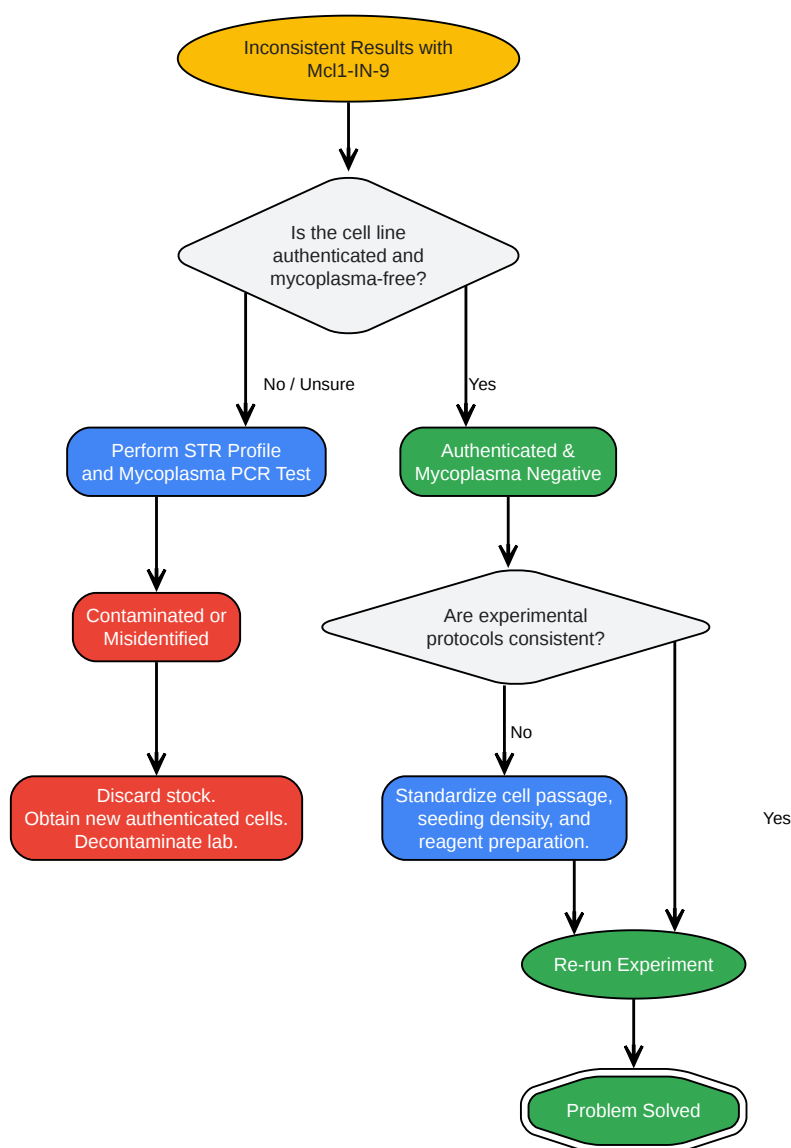 Inconsistent Results with
Mcl1-IN-9
Is the cell line
authenticated and
mycoplasma-free?
No / Unsure
Yes
Perform STR Profile
and Mycoplasma PCR Test
Authenticated &
Mycoplasma Negative
Contaminated or
Misidentified
Are experimental
protocols consistent?
No
Discard stock.
Obtain new authenticated cells.
Decontaminate lab.
Standardize cell passage,
seeding density, and
reagent preparation.
Yes
Re-run Experiment
Problem Solved